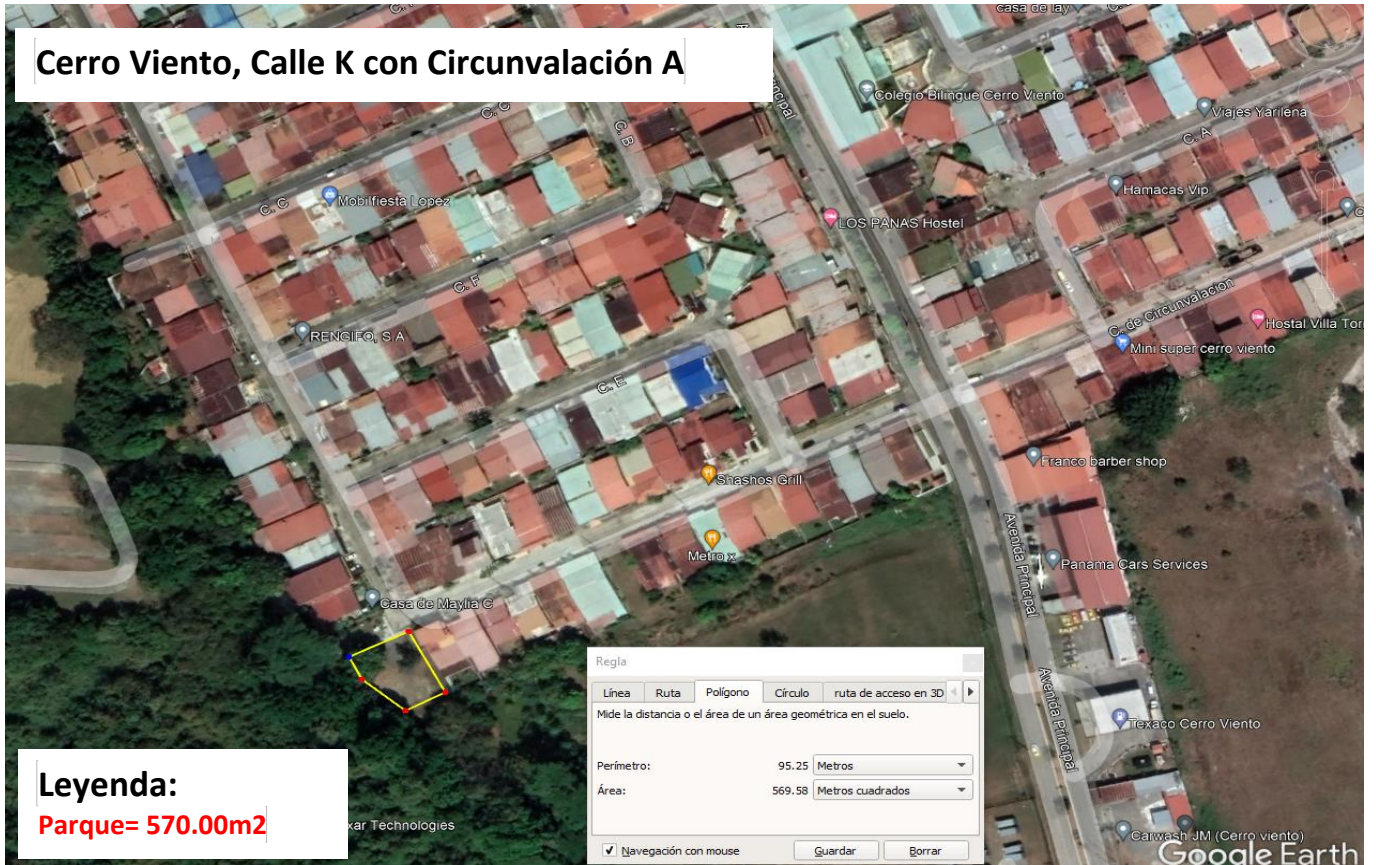 casa de lay
Cerro Viento, Calle K con Circunvalación A
Principal
Colegio Bilingue Cerro Viento
Viajes Yarilena
C. A
C. C
C. B
Hamacas Vip
Mobilfiesta Lopez
C. C
LOS PANAS Hostel
C. F
C. de Circunvalacion
Hostal Villa Tor
RENGIFO, S.A
Mini super cerro viento
C. E
Franco barber shop
Shashos Grill
Avenida Principal
Metro x
Panama Cars Services
Casa de Maylia C
Regla
Línea Ruta Polígono Círculo ruta de acceso en 3D
Mide la distancia o el área de un área geométrica en el suelo.
Avenida Principal
Texaco Cerro Viento
Perímetro: 95.25 Metros
Área: 569.58 Metros cuadrados
Leyenda:
Parque= 570.00m2
xar Technologies
Carwash JM (Cerro viento)
Navegación con mouse Guardar Borrar
Google Earth